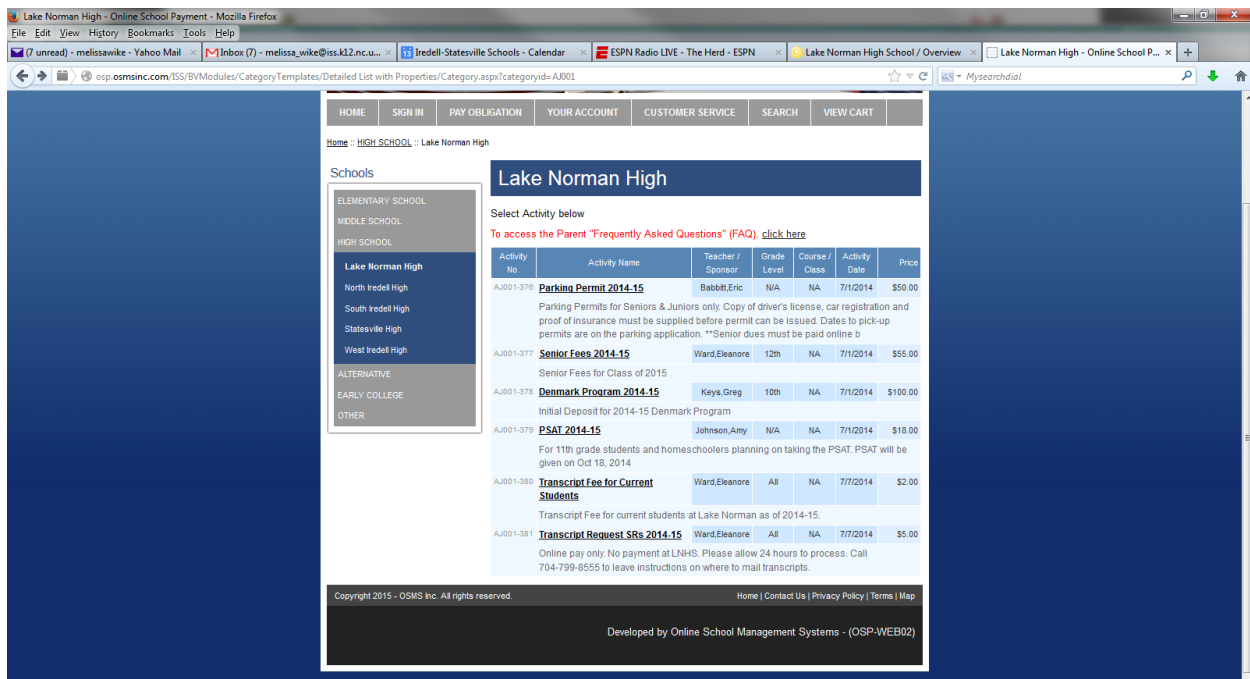 Lake Norman High - Online School Payment - Mozilla Firefox
File Edit View History Bookmarks Tools Help
(7 unread) - melissawike - Yahoo Mail × Inbox (7) - melissa_wike@iss.k12.nc.u... × 13 Iredell-Statesville Schools - Calendar × ESPN Radio LIVE - The Herd - ESPN × Lake Norman High School / Overview × Lake Norman High - Online School P... × +
osp.osmsinc.com/ISS/BVModules/CategoryTemplates/Detailed List with Properties/Category.aspx?categoryid=AJ001 Mysearchdial
HOME SIGN IN PAY OBLIGATION YOUR ACCOUNT CUSTOMER SERVICE SEARCH VIEW CART
Home :: HIGH SCHOOL :: Lake Norman High
Schools
ELEMENTARY SCHOOL
MIDDLE SCHOOL
HIGH SCHOOL
Lake Norman High
North Iredell High
South Iredell High
Statesville High
West Iredell High
ALTERNATIVE
EARLY COLLEGE
OTHER
Lake Norman High
Select Activity below
To access the Parent "Frequently Asked Questions" (FAQ), click here
Activity No. Activity Name Teacher / Sponsor Grade Level Course / Class Activity Date Price
AJ001-376 Parking Permit 2014-15 Babbitt,Eric N/A NA 7/1/2014 $50.00
Parking Permits for Seniors & Juniors only. Copy of driver's license, car registration and
proof of insurance must be supplied before permit can be issued. Dates to pick-up
permits are on the parking application. **Senior dues must be paid online b
AJ001-377 Senior Fees 2014-15 Ward,Eleanore 12th NA 7/1/2014 $55.00
Senior Fees for Class of 2015
AJ001-378 Denmark Program 2014-15 Keys,Greg 10th NA 7/1/2014 $100.00
Initial Deposit for 2014-15 Denmark Program
AJ001-379 PSAT 2014-15 Johnson,Amy N/A NA 7/1/2014 $18.00
For 11th grade students and homeschoolers planning on taking the PSAT. PSAT will be
given on Oct 18, 2014
AJ001-380 Transcript Fee for Current Students Ward,Eleanore All NA 7/7/2014 $2.00
Transcript Fee for current students at Lake Norman as of 2014-15.
AJ001-381 Transcript Request SRs 2014-15 Ward,Eleanore All NA 7/7/2014 $5.00
Online pay only. No payment at LNHS. Please allow 24 hours to process. Call
704-799-8555 to leave instructions on where to mail transcripts.
Copyright 2015 - OSMS Inc. All rights reserved. Home | Contact Us | Privacy Policy | Terms | Map
Developed by Online School Management Systems - (OSP-WEB02)